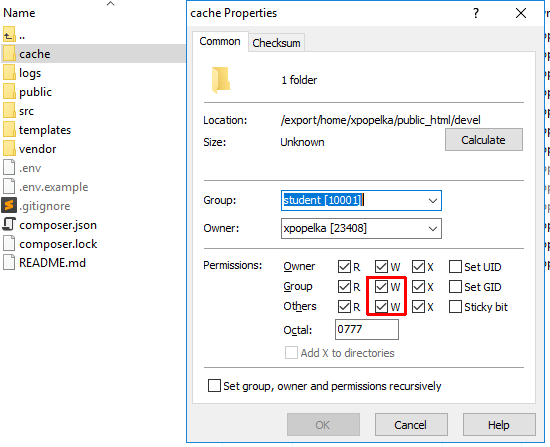 Name
..
cache
logs
public
src
templates
vendor
.env
.env.example
.gitignore
composer.json
composer.lock
README.md
cache Properties
Common Checksum
1 folder
Location: /export/home/xpopelka/public_html/devel
Size: Unknown Calculate
Group: student [10001]
Owner: xpopelka [23408]
Permissions: Owner R W X Set UID
Group R W X Set GID
Others R W X Sticky bit
Octal: 0777
Add X to directories
Set group, owner and permissions recursively
OK Cancel Help